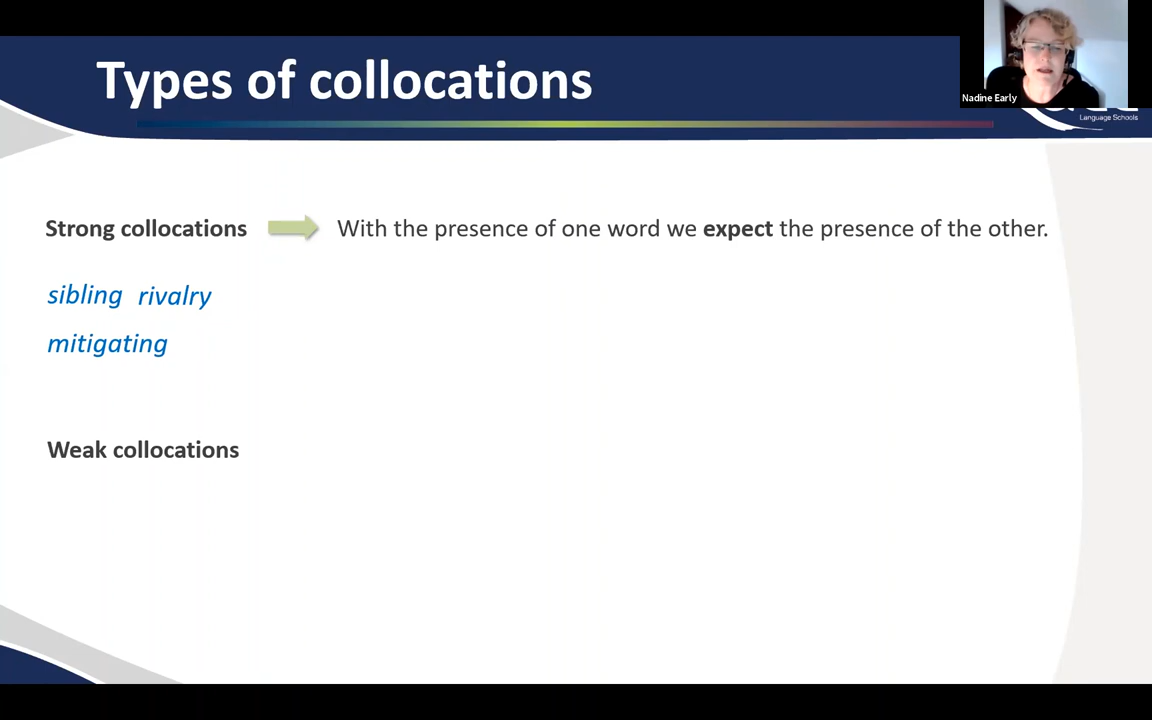 Types of collocations
Nadine Early
Language Schools
Strong collocations With the presence of one word we expect the presence of the other.
sibling rivalry
mitigating
Weak collocations